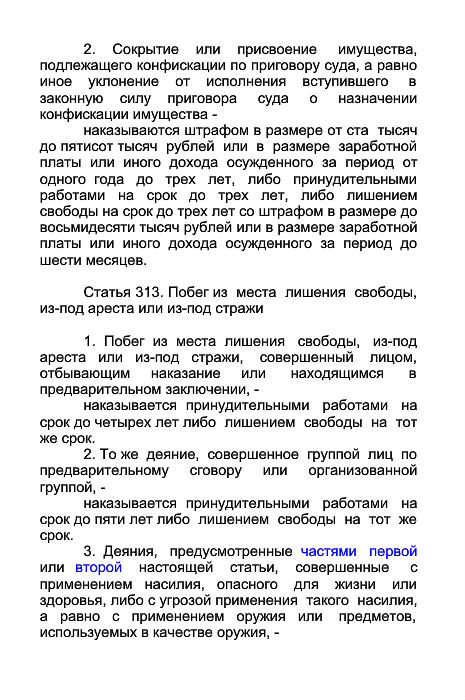 2. Сокрытие или присвоение имущества,
подлежащего конфискации по приговору суда, а равно
иное уклонение от исполнения вступившего в
законную силу приговора суда о назначении
конфискации имущества -
наказываются штрафом в размере от ста тысяч
до пятисот тысяч рублей или в размере заработной
платы или иного дохода осужденного за период от
одного года до трех лет, либо принудительными
работами на срок до трех лет, либо лишением
свободы на срок до трех лет со штрафом в размере до
восьмидесяти тысяч рублей или в размере заработной
платы или иного дохода осужденного за период до
шести месяцев.
Статья 313. Побег из места лишения свободы,
из-под ареста или из-под стражи
1. Побег из места лишения свободы, из-под
ареста или из-под стражи, совершенный лицом,
отбывающим наказание или находящимся в
предварительном заключении, -
наказывается принудительными работами на
срок до четырех лет либо лишением свободы на тот
же срок.
2. То же деяние, совершенное группой лиц по
предварительному сговору или организованной
группой, -
наказывается принудительными работами на
срок до пяти лет либо лишением свободы на тот же
срок.
3. Деяния, предусмотренные частями первой
или второй настоящей статьи, совершенные с
применением насилия, опасного для жизни или
здоровья, либо с угрозой применения такого насилия,
а равно с применением оружия или предметов,
используемых в качестве оружия, -